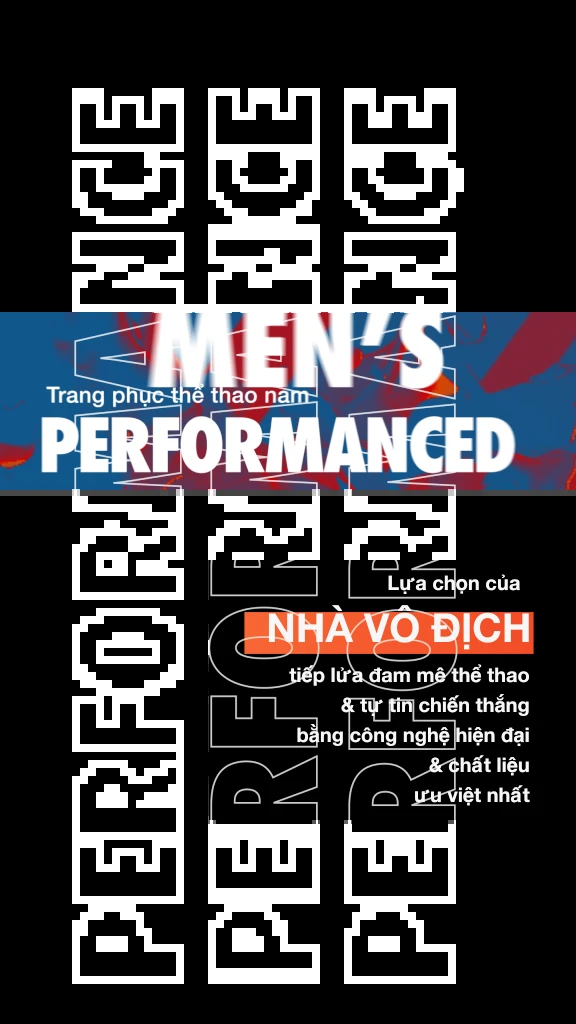 MEN'S
Trang phục thể thao nam
PERFORMANCED
Lựa chọn của
NHÀ VÔ ĐỊCH
tiếp lửa đam mê thể thao
& tự tin chiến thắng
bằng công nghệ hiện đại
& chất liệu
ưu việt nhất
PERFORMANCE
PERFORMANCE
PERFORMANCE